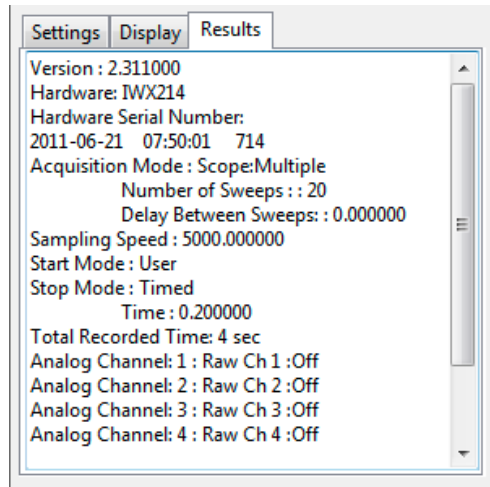 Settings Display Results
Version : 2.311000
Hardware: IWX214
Hardware Serial Number:
2011-06-21 07:50:01 714
Acquisition Mode : Scope:Multiple
Number of Sweeps : : 20
Delay Between Sweeps: : 0.000000
Sampling Speed : 5000.000000
Start Mode : User
Stop Mode : Timed
Time : 0.200000
Total Recorded Time: 4 sec
Analog Channel: 1 : Raw Ch 1 :Off
Analog Channel: 2 : Raw Ch 2 :Off
Analog Channel: 3 : Raw Ch 3 :Off
Analog Channel: 4 : Raw Ch 4 :Off